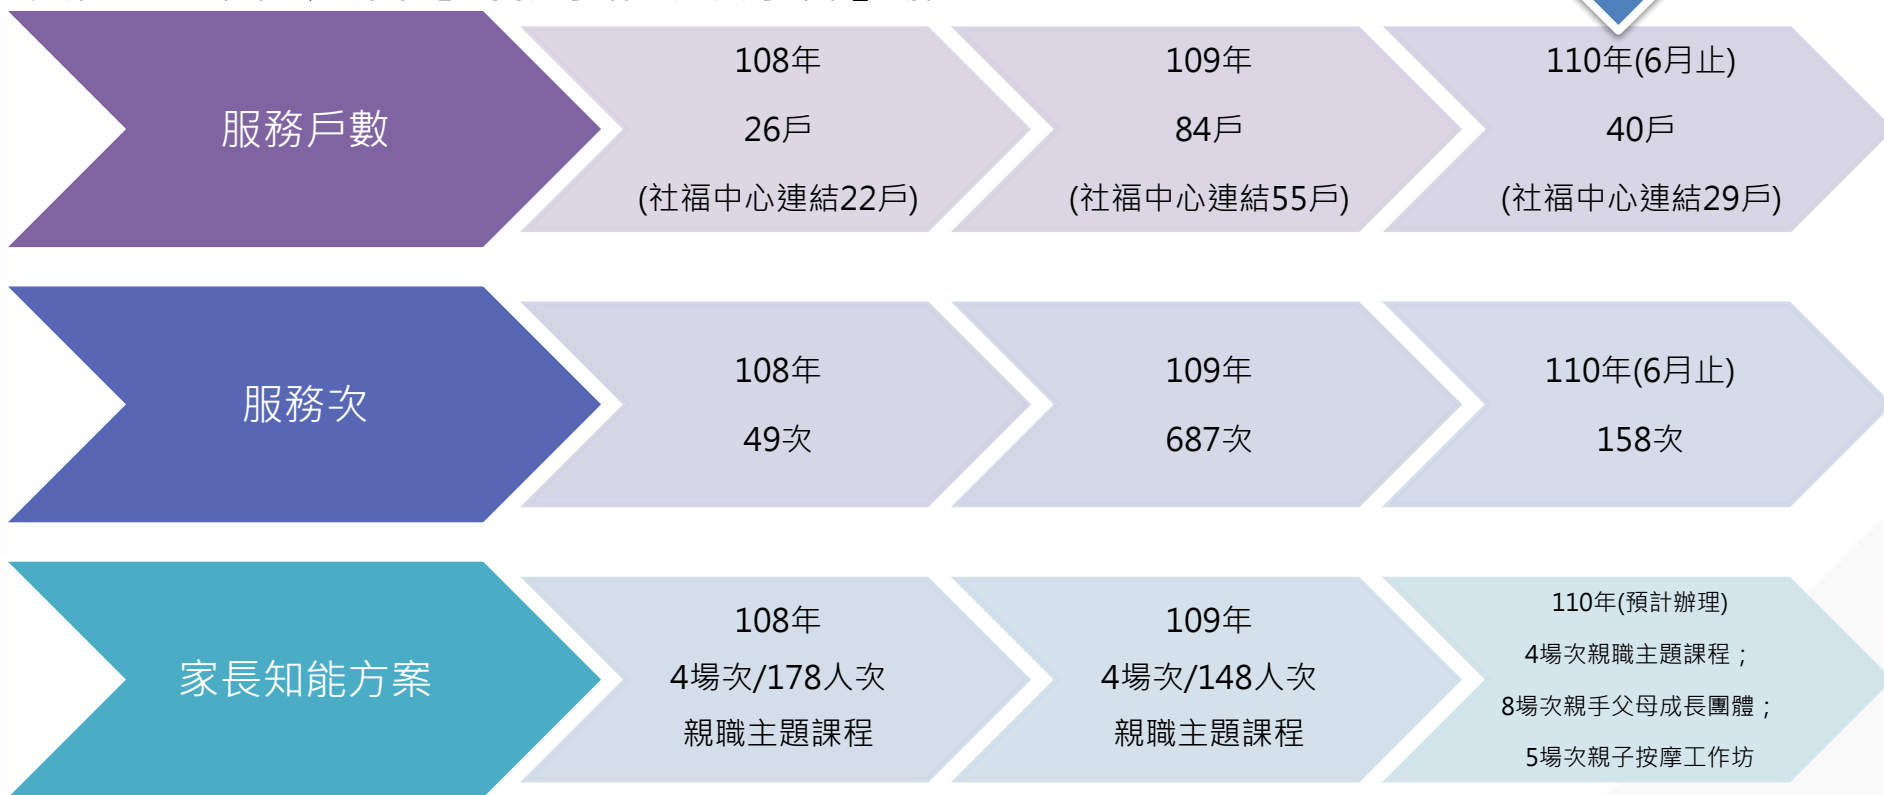 服務戶數
108年
26戶
(社福中心連結22戶)
109年
84戶
(社福中心連結55戶)
110年(6月止)
40戶
(社福中心連結29戶)
服務次
108年
49次
109年
687次
110年(6月止)
158次
家長知能方案
108年
4場次/178人次
親職主題課程
109年
4場次/148人次
親職主題課程
110年(預計辦理)
4場次親職主題課程；
8場次親手父母成長團體；
5場次親子按摩工作坊